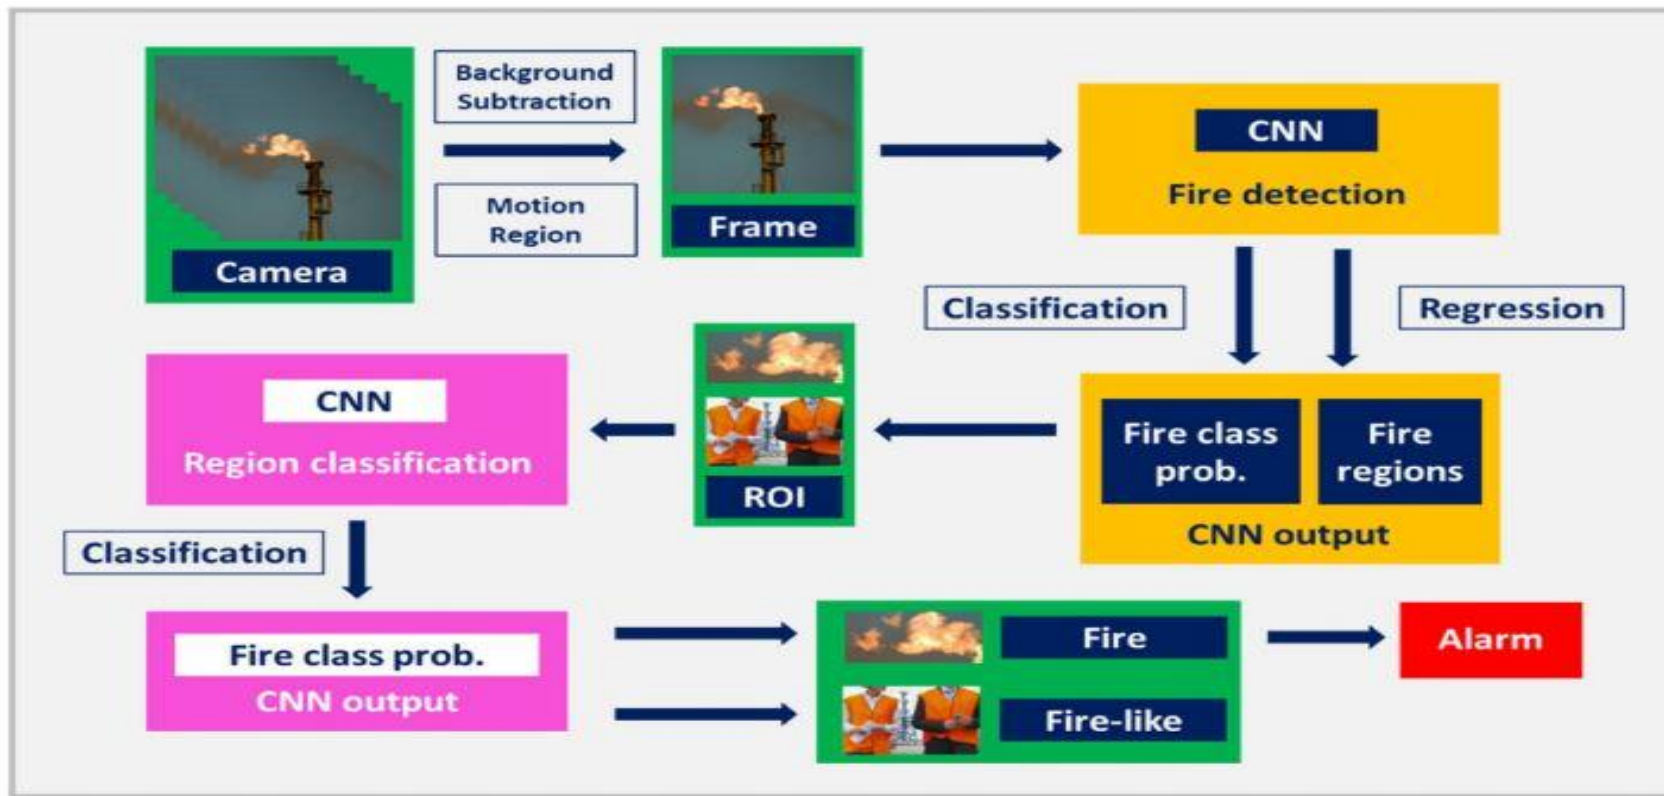 Background
Subtraction
Motion
Region
Camera
Frame
CNN
Fire detection
Classification
Regression
Fire class
prob.
Fire
regions
CNN output
ROI
CNN
Region classification
Classification
Fire class prob.
CNN output
Fire
Fire-like
Alarm